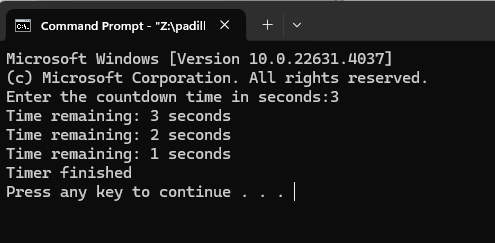 Command Prompt - "Z:\padill
Microsoft Windows [Version 10.0.22631.4037]
(c) Microsoft Corporation. All rights reserved.
Enter the countdown time in seconds:3
Time remaining: 3 seconds
Time remaining: 2 seconds
Time remaining: 1 seconds
Timer finished
Press any key to continue . . .